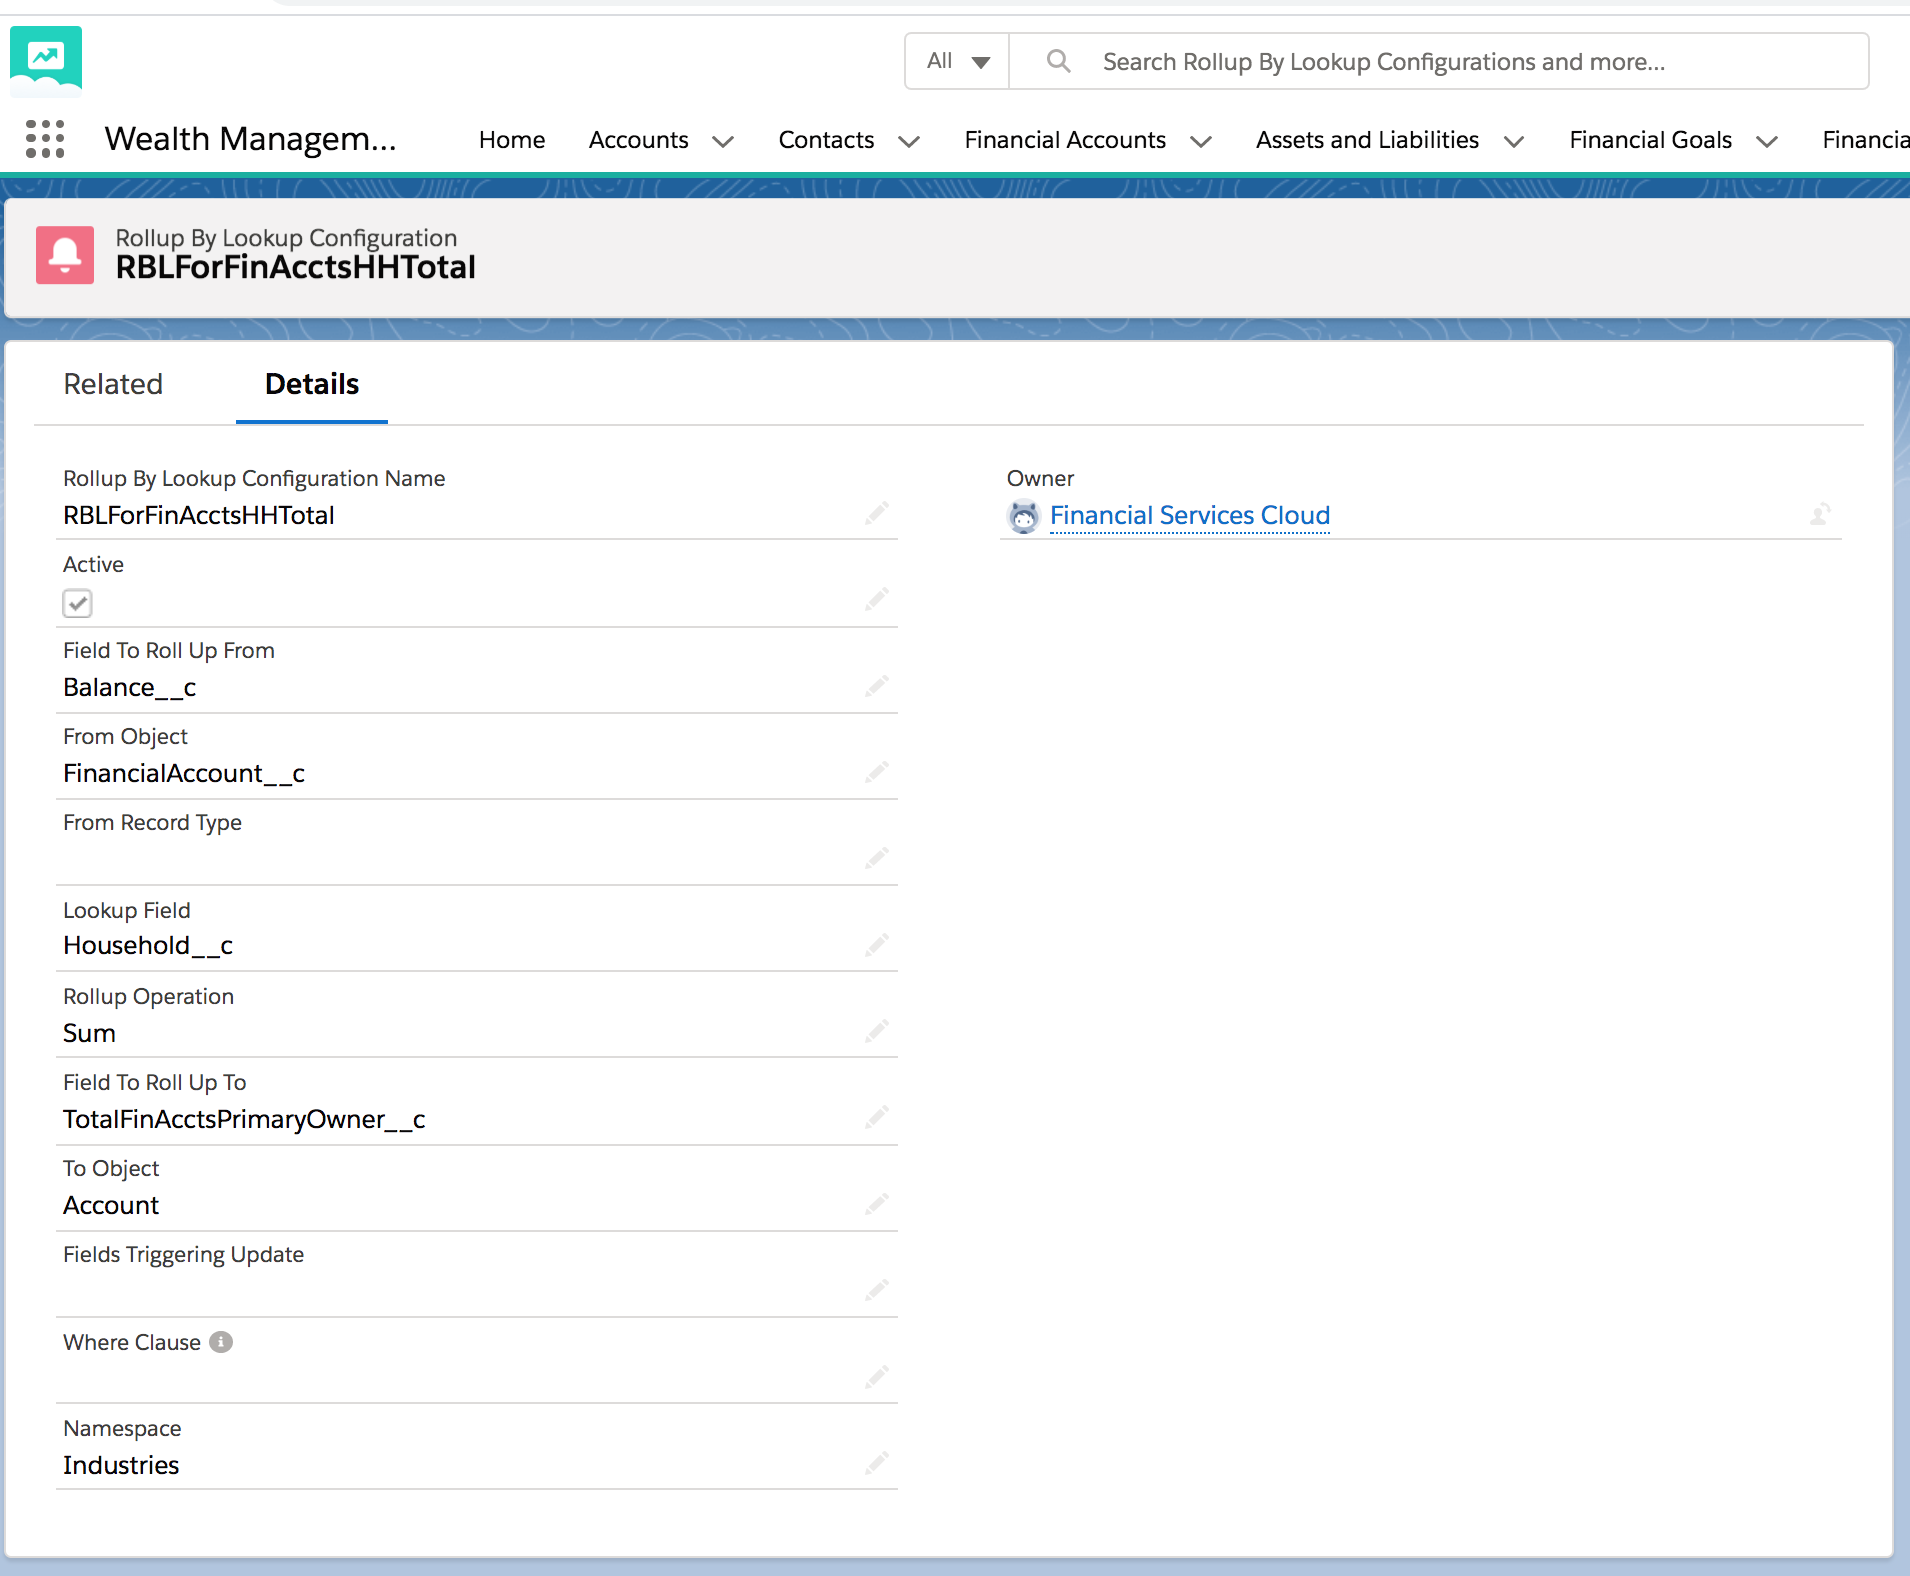 All
Search Rollup By Lookup Configurations and more...
Wealth Managem...
Home
Accounts
Contacts
Financial Accounts
Assets and Liabilities
Financial Goals
Financia
Rollup By Lookup Configuration
RBLForFinAcctsHHTotal
Related
Details
Rollup By Lookup Configuration Name
RBLForFinAcctsHHTotal
Owner
Financial Services Cloud
Active
Field To Roll Up From
Balance__c
From Object
FinancialAccount__c
From Record Type
Lookup Field
Household__c
Rollup Operation
Sum
Field To Roll Up To
TotalFinAcctsPrimaryOwner__c
To Object
Account
Fields Triggering Update
Where Clause
Namespace
Industries